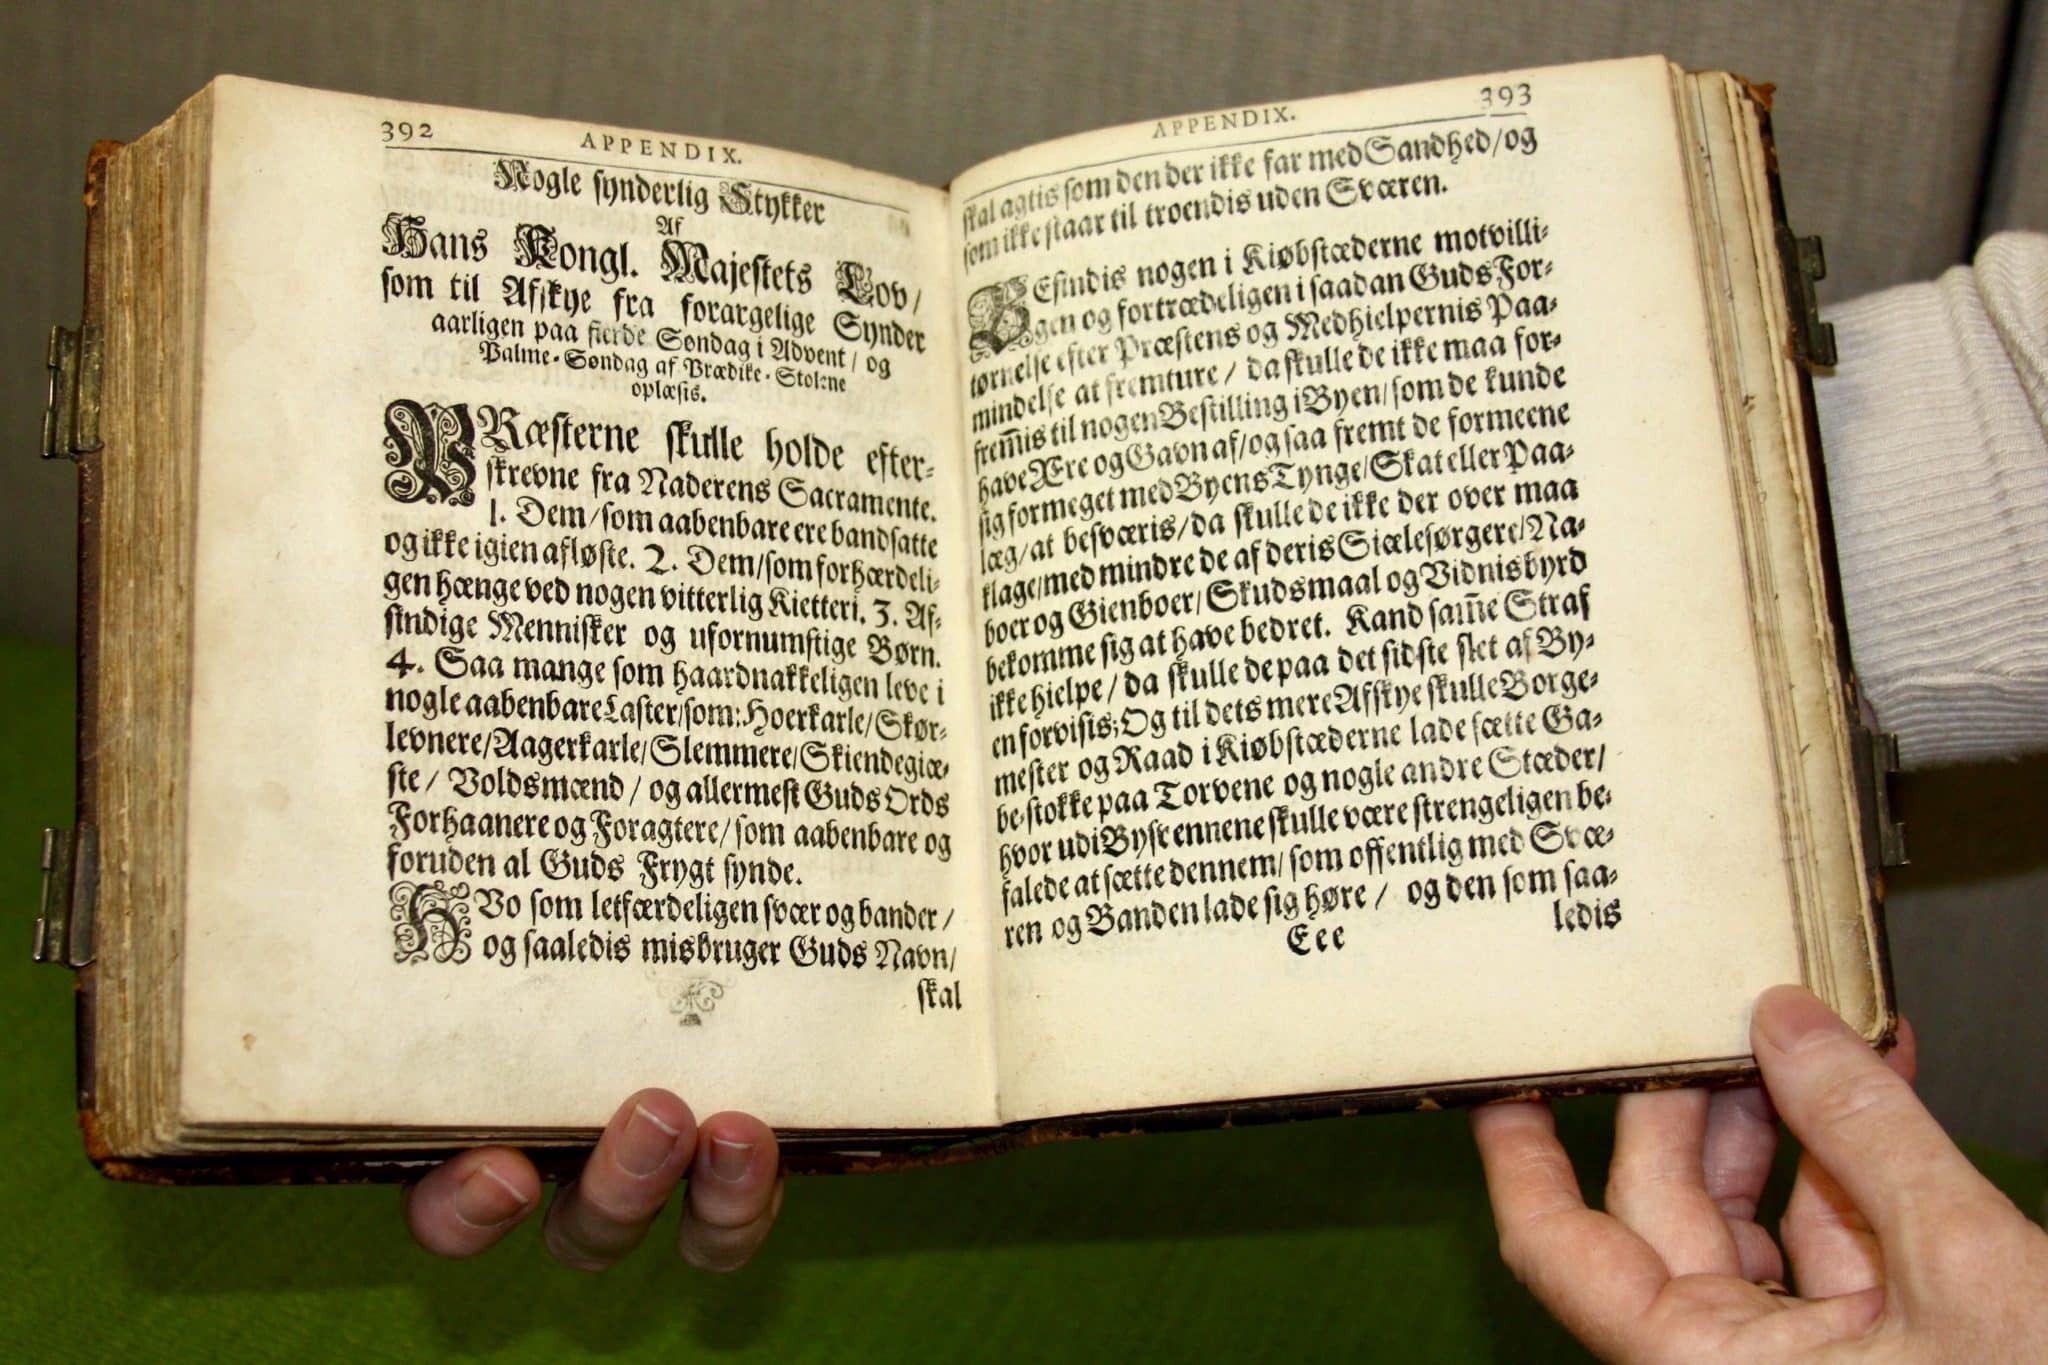 392 APPENDIX.
Nogle synderlig Stykker
Af
Hans Kongl. Majestets Lov/
som til Afskye fra forargelige Synder
aarligen paa fierde Søndag i Advent/ og
Palme-Søndag af Prædike-Stolene
oplæsis.
PRæsterne skulle holde efter-
skrevne fra Naderens Sacramente.
1. Dem/som aabenbare ere bandsatte
og ikke igien afløste. 2. Dem/som forhærdeli-
gen hænge ved nogen vitterlig Kietteri. 3. Af-
sindige Mennisker og ufornumftige Børn.
4. Saa mange som haardnakkeligen leve i
nogle aabenbare Laster/som: Hoerkarle/Skør-
levnere/Aagerkarle/Slemmere/Skiendegiæ-
ste/ Voldsmænd/ og allermest Guds Ords
Forhaanere og Foragtere/ som aabenbare og
foruden al Guds Frygt synde.
HVo som letfærdeligen svær og bander/
og saaledis misbruger Guds Navn/
skal
APPENDIX. 393
skal agtis som den der ikke far med Sandhed/og
som ikke staar til troendis uden Sværen.
BEfindis nogen i Kiøbstæderne motvilli-
gen og fortrædeligen i saadan Guds For-
tørnelse efter Præstens og Medhielpernis Paa-
mindelse at fremture/ da skulle de ikke maa for-
frem̃is til nogen Bestilling i Byen/som de kunde
have Ære og Gavn af/og saa fremt de formeene
sig formeget med Byens Tynge/Skat eller Paa-
læg/at besværis/da skulle de ikke der over maa
klage/med mindre de af deris Siælesørgere/Na-
boer og Gienboer/Skudsmaal og Vidnisbyrd
bekomme sig at have bedret. Kand sam̃e Straf
ikke hielpe/ da skulle de paa det sidste slet af By-
en forvisis; Og til dets mere Afskye skulle Borge-
mester og Raad i Kiøbstæderne lade sætte Ga-
be-stokke paa Torvene og nogle andre Stæder/
hvor udi Bysvennene skulle være strengeligen be-
falede at sætte dennem/ som offentlig med Svæ-
ren og Banden lade sig høre/ og den som saa-
Eee ledis